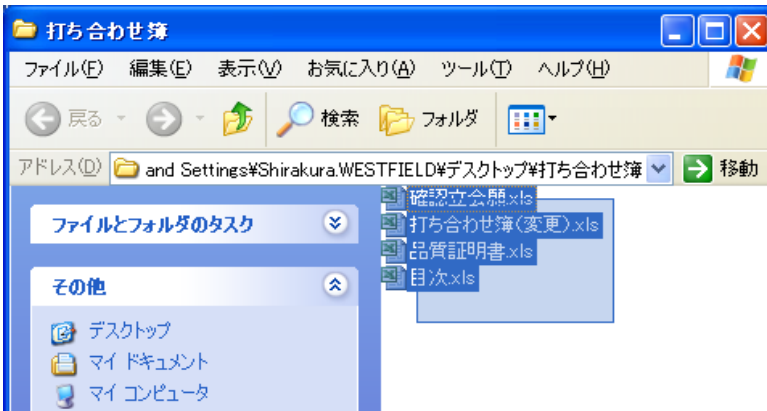 打ち合わせ簿
ファイル(F) 編集(E) 表示(V) お気に入り(A) ツール(T) ヘルプ(H)
戻る 検索 フォルダ
アドレス(D) and Settings¥Shirakura.WESTFIELD¥デスクトップ¥打ち合わせ簿 移動
ファイルとフォルダのタスク
その他
デスクトップ
マイ ドキュメント
マイ コンピュータ
確認立会願.xls
打ち合わせ簿(変更).xls
品質証明書.xls
目次.xls